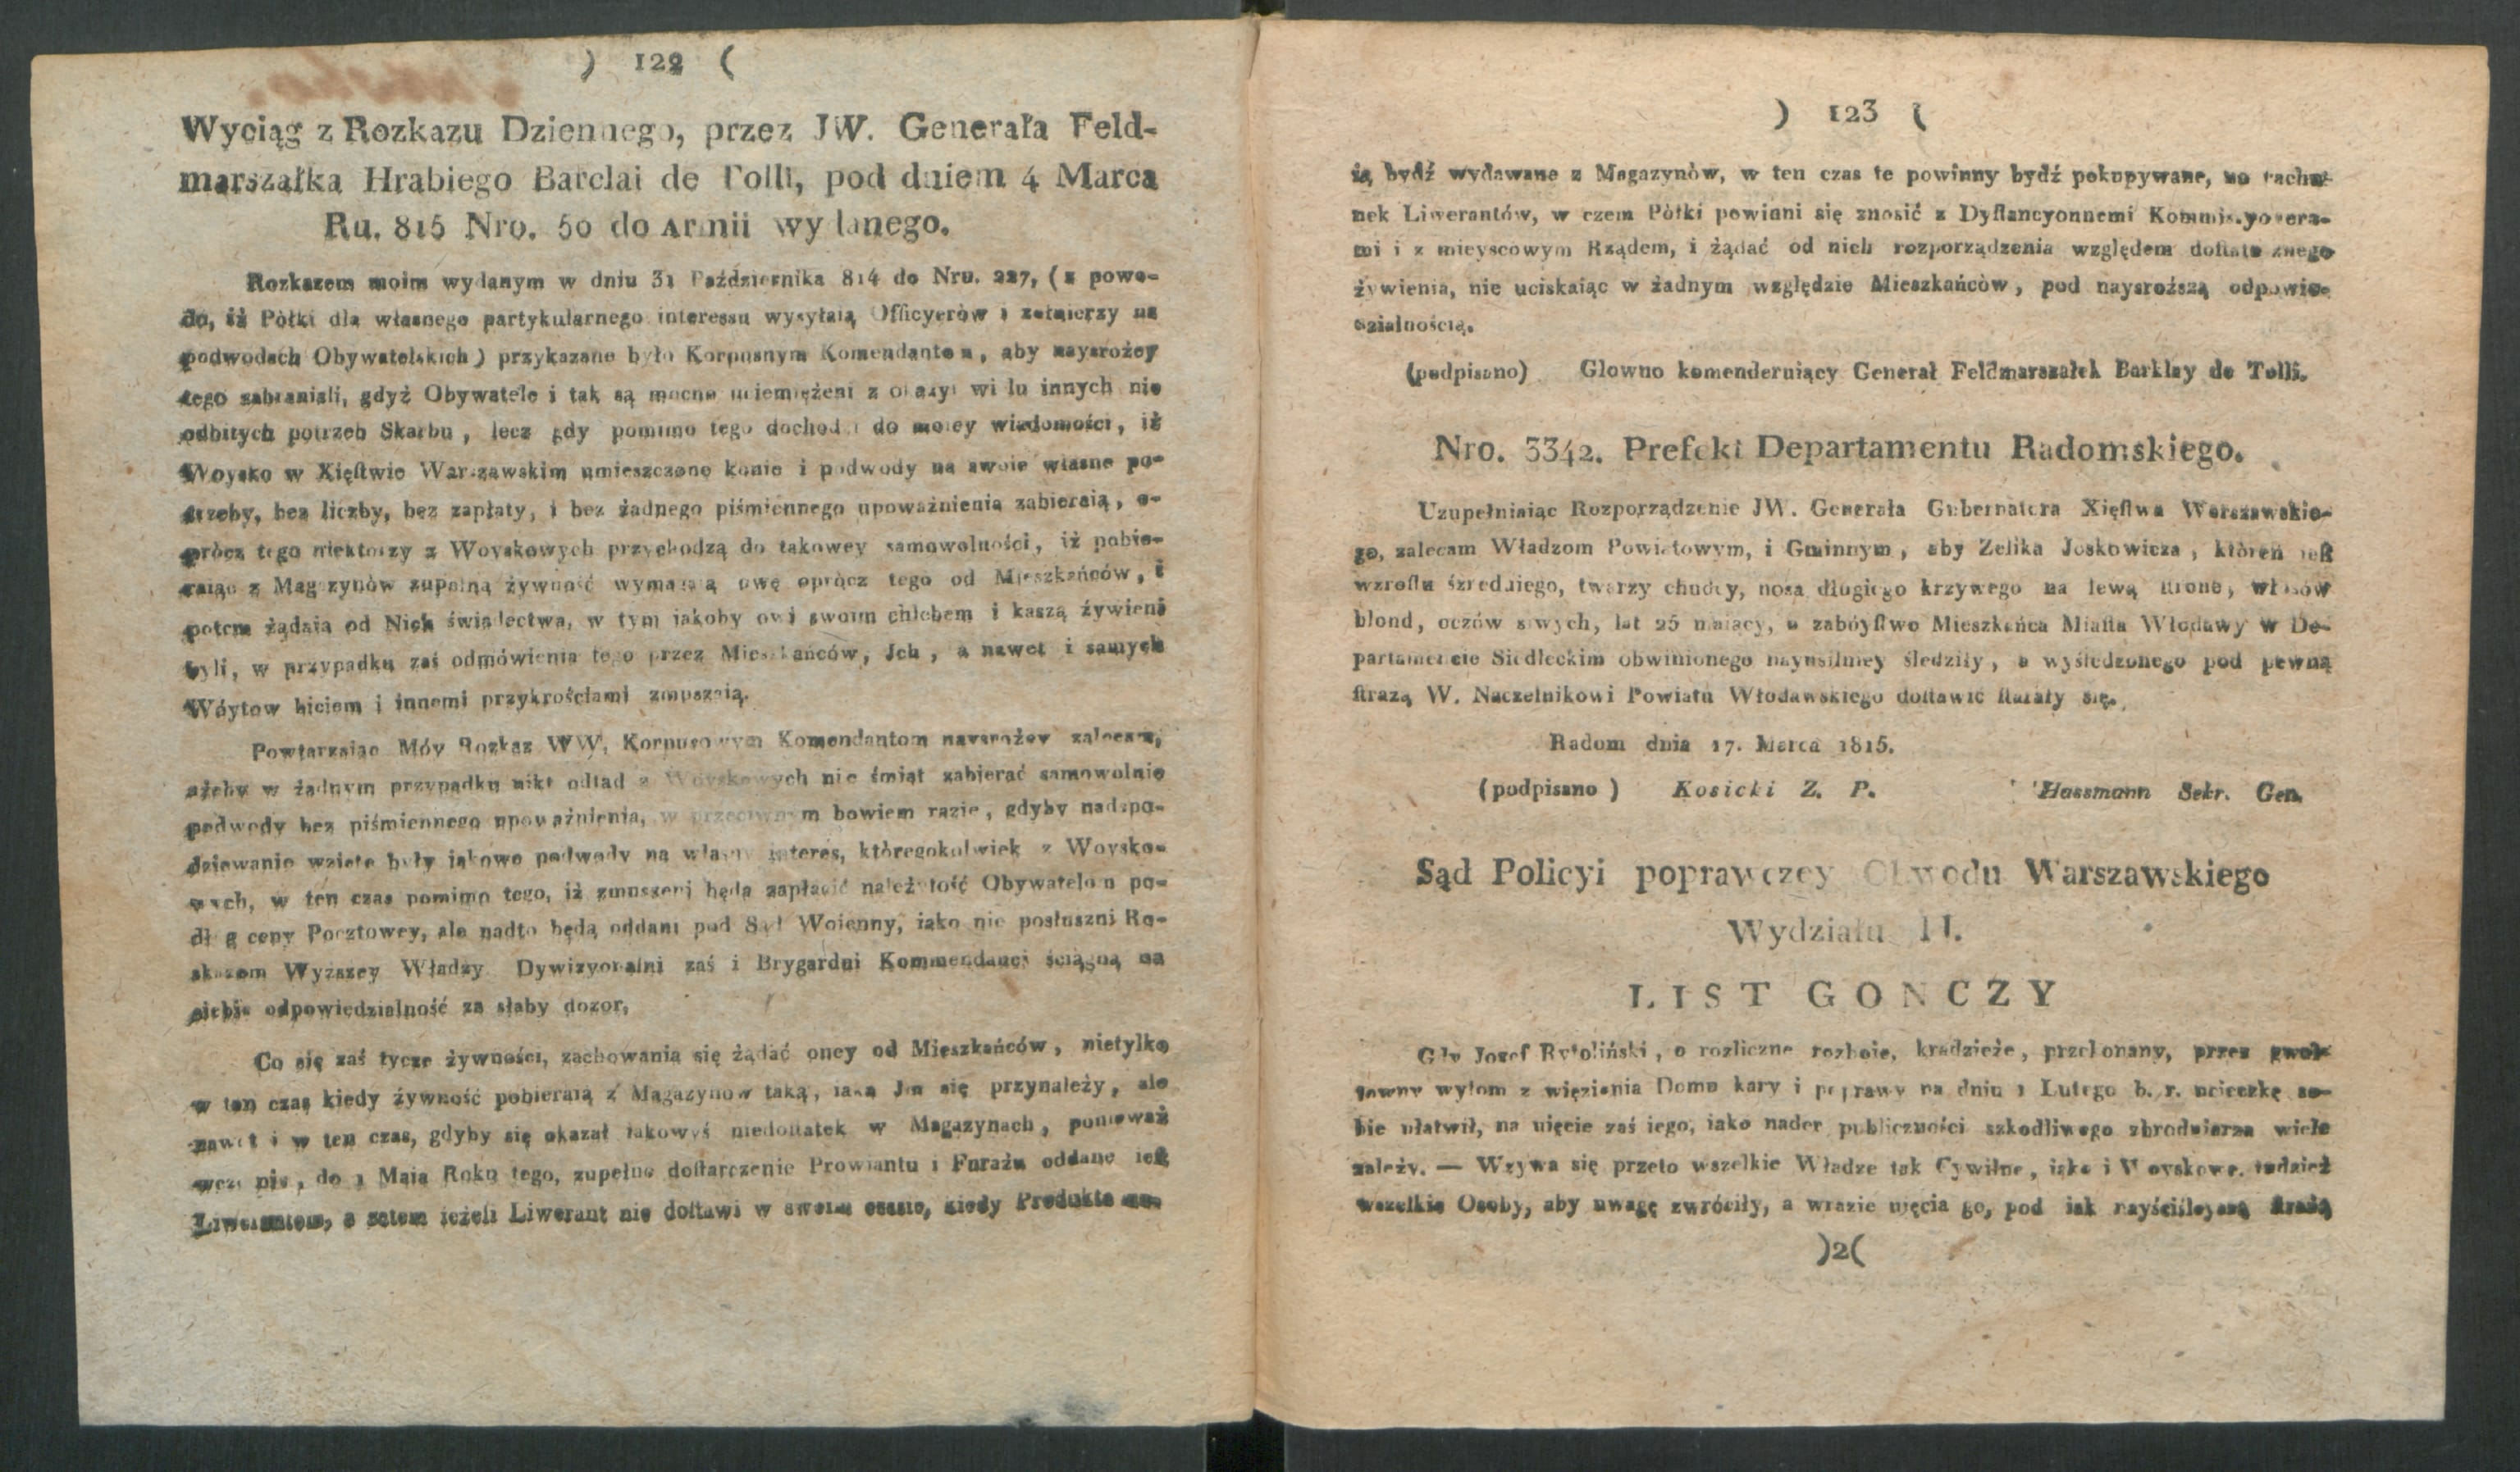 ) 122 (
Wyciąg z Rozkazu Dziennego, przez JW. Generała Feld-
marszałka Hrabiego Barclai de Tolli, pod dniem 4 Marca
Ru. 815 Nro. 50 do Armii wydanego.
Rozkazem moim wydanym w dniu 31 Października 814 do Nru. 227, (z powo-
du, iż Półki dla własnego partykularnego interessu wysyłaią Officyerów i żołnierzy na
podwodach Obywatelskich) przykazane było Korpusnym Komendantom, aby naysrożey
tego zabraniali, gdyż Obywatele i tak są mocno uciemiężeni z okazyi wielu innych nie
odbitych potrzeb Skarbu, lecz gdy pomimo tego dochodzi do moiey wiadomości, iż
Woysko w Xięstwie Warszawskim umieszczone konie i podwody na swoie własne po-
trzeby, bez liczby, bez zapłaty, i bez żadnego piśmiennego upoważnienia zabieraią, o-
prócz tego niektorzy z Woyskowych przychodzą do takowey samowolności, iż pobie-
raiąc z Magazynów zupełną żywność wymagaią owę oprócz tego od Mieszkańców, i
potem żądaią od Nich świadectwa, w tym iakoby owi swoim chlebem i kaszą żywieni
byli, w przypadku zaś odmówienia tego przez Mieszkańców, Jch, a nawet i samych
Wóytow biciem i innemi przykrościami zmuszaią.
Powtarzaiąc Móy Rozkaz WW. Korpusowym Komendantom naysrożey zalecam,
ażeby w żadnym przypadku nikt odtąd z Woyskowych nie śmiał zabierać samowolnie
podwody bez piśmiennego upoważnienia, w przeciwnym bowiem razie, gdyby nadspo-
dziewanie wzięte były iakowe podwody na własny interes, któregokolwiek z Woysko-
wych, w ten czas pomimo tego, iż zmuszeni będą zapłacić należytość Obywatelom po-
dług ceny Pocztowey, ale nadto będą oddani pod Sąd Woienny, iako nie posłuszni Ro-
skazom Wyższey Władzy Dywizyonalni zaś i Brygardni Kommendanci ściągną na
siebie odpowiedzialność za słaby dozor,
Co się zaś tycze żywności, zachowania się żądać oney od Mieszkańców, nietylko
w ten czas kiedy żywność pobieraią z Magazynow taką, iaka Jm się przynależy, ale
nawet i w ten czas, gdyby się okazał iakowyś niedostatek w Magazynach, ponieważ
wcze nie, do 1 Maia Roku tego, zupełne dostarczenie Prowiantu i Furażu oddane iest
Liwerantom, a zatem ieżeli Liwerant nie dostawi w swoim czasie, kiedy Produkta ma-
) 123 (
ią bydź wydawane z Magazynów, w ten czas te powinny bydź pokupywane, na rachu-
nek Liwerantów, w czem Półki powinni się znosić z Dystancyonnemi Kommissyonera-
mi i z mieyscowym Rządem, i żądać od nich rozporządzenia względem dostatecznego
żywienia, nie uciskaiąc w żadnym względzie Mieszkańców, pod naysroższą odpowie-
dzialnością.
(podpisano) Glowno komenderuiący Generał Feldmarszałek Barklay de Tolli.
Nro. 3342. Prefekt Departamentu Radomskiego.
Uzupełniaiąc Rozporządzenie JW. Generała Gubernatora Xięstwa Warszawskie-
go, zalecam Władzom Powiatowym, i Gminnym, aby Zelika Joskowicza, któren iest
wzrostu śzredniego, twarzy chudey, nosa długiego krzywego na lewą stronę, włosów
blond, oczów siwych, lat 25 maiący, o zabóystwo Mieszkańca Miasta Włodawy w De-
partamencie Siedleckim obwinionego nayusilniey śledziły, a wyśledzonego pod pewną
strażą W. Naczelnikowi Powiatu Włodawskiego dostawić starały się.
Radom dnia 17. Marca 1815.
(podpisano) Kosicki Z. P. Hassmann Sekr. Gen.
Sąd Policyi poprawczey Obwodu Warszawskiego
Wydziału II.
LIST GONCZY
Gdy Jozef Rytoliński, o rozliczne rozboie, kradzieże, przekonany, przez gwał-
towny wyłom z więzienia Domu kary i poprawy na dniu 1 Lutego b. r. ucieczkę so-
bie ułatwił, na uięcie zaś iego, iako nader publiczności szkodliwego zbrodniarza wiele
zależy. — Wzywa się przeto wszelkie Władze tak Cywilne, iako i Woyskowe, tudzież
wszelkie Osoby, aby uwagę zwróciły, a wrazie uięcia go, pod iak nayściśleyszą strażą
)2(